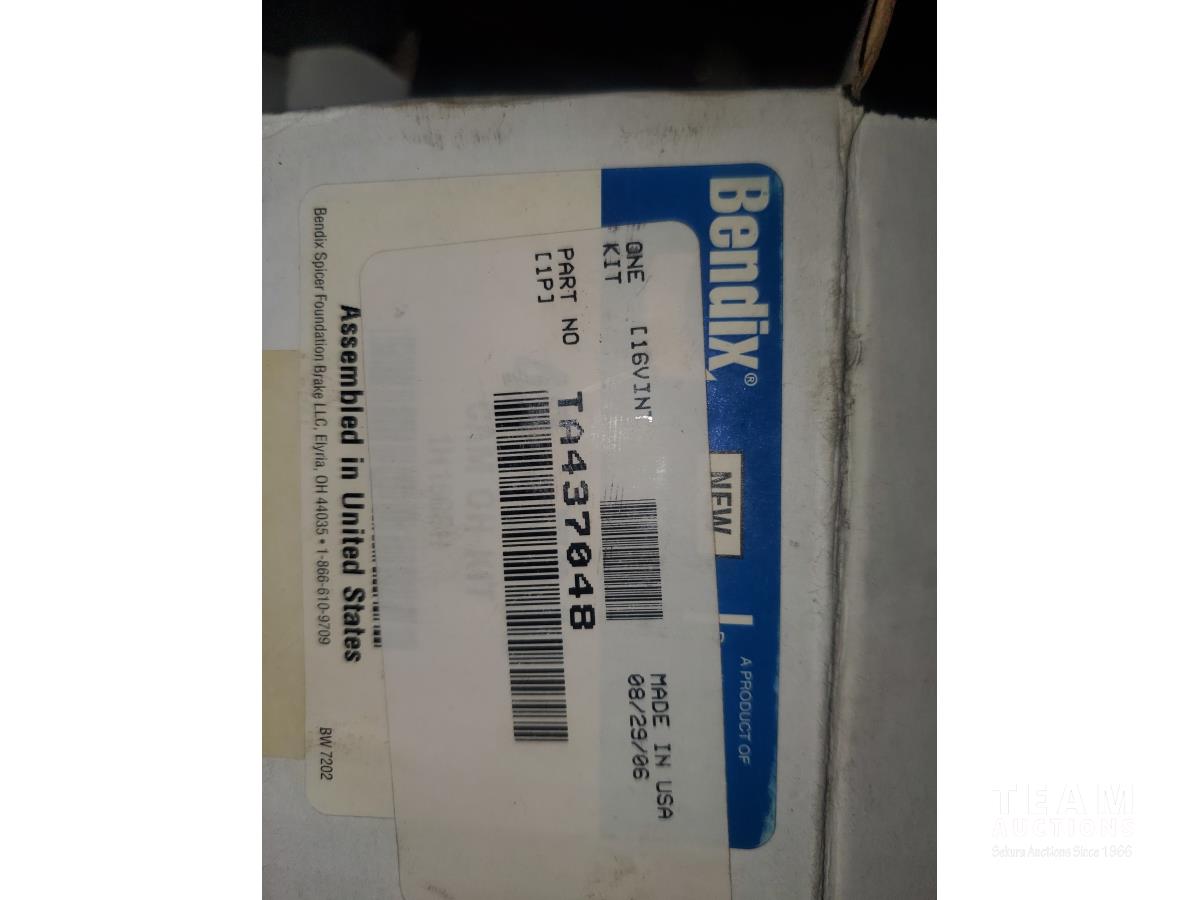 Bendix®
NEW
A PRODUCT OF
ONE [16VINT
KIT
MADE IN USA
08/29/06
PART NO TA437048
[1P]
Assembled in United States
Bendix Spicer Foundation Brake LLC, Elyria, OH 44035 • 1-866-610-9709
BW 7202
TEAM
AUCTIONS
Sekura Auctions Since 1966